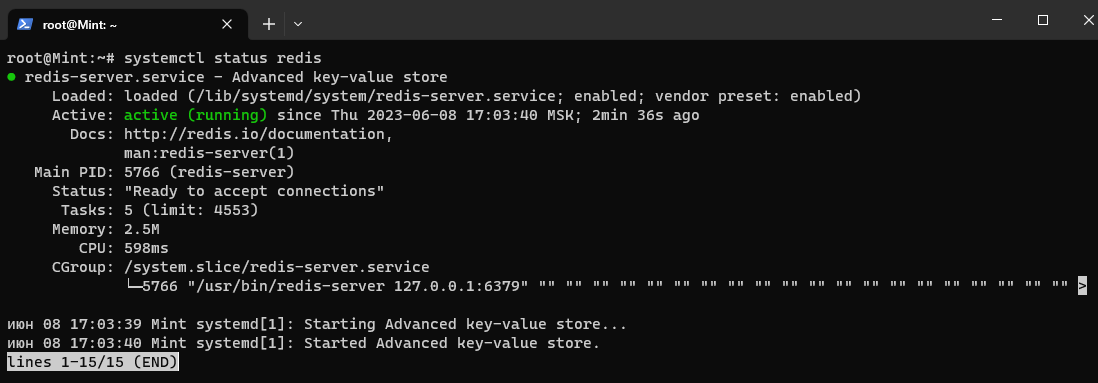 root@Mint: ~
root@Mint:~# systemctl status redis
● redis-server.service - Advanced key-value store
Loaded: loaded (/lib/systemd/system/redis-server.service; enabled; vendor preset: enabled)
Active: active (running) since Thu 2023-06-08 17:03:40 MSK; 2min 36s ago
Docs: http://redis.io/documentation,
man:redis-server(1)
Main PID: 5766 (redis-server)
Status: "Ready to accept connections"
Tasks: 5 (limit: 4553)
Memory: 2.5M
CPU: 598ms
CGroup: /system.slice/redis-server.service
└─5766 "/usr/bin/redis-server 127.0.0.1:6379" "" "" "" "" "" "" "" "" "" "" "" "" "" "" "" "" "" "" "" "" >
июн 08 17:03:39 Mint systemd[1]: Starting Advanced key-value store...
июн 08 17:03:40 Mint systemd[1]: Started Advanced key-value store.
lines 1-15/15 (END)